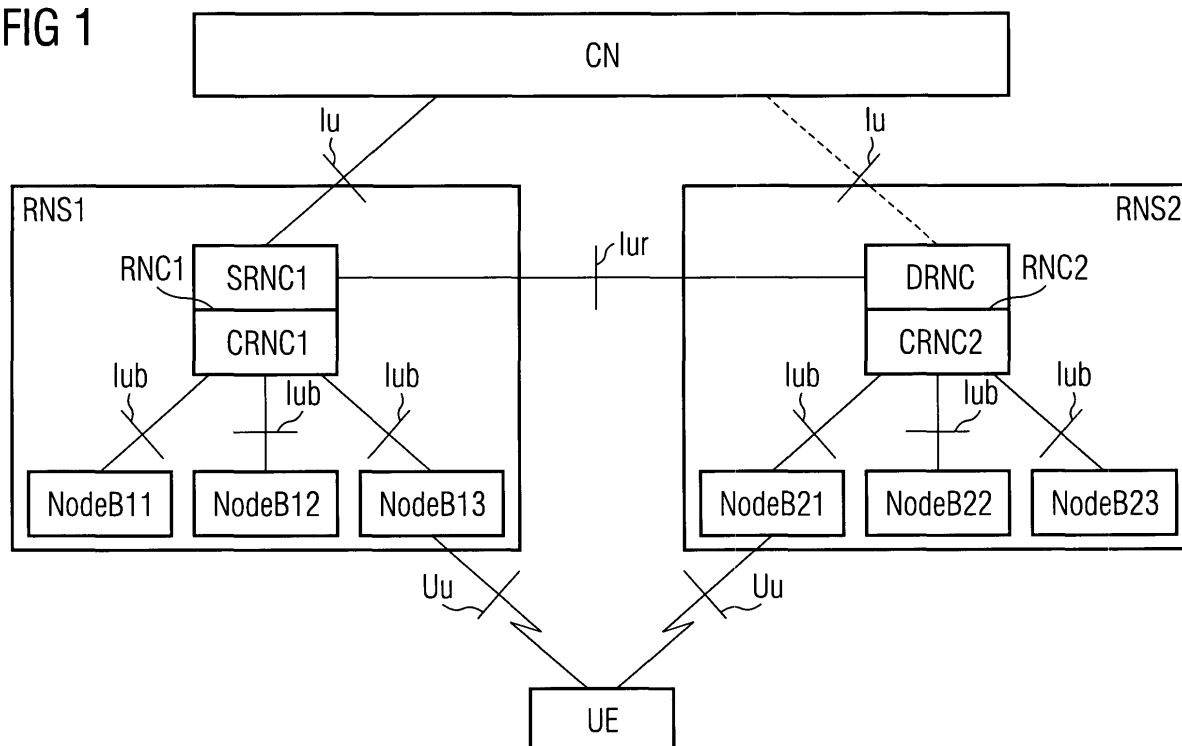 FIG 1
CN
Iu
Iu
RNS1
RNS2
Iur
RNC1
SRNC1
DRNC
RNC2
CRNC1
CRNC2
Iub
Iub
Iub
Iub
Iub
Iub
NodeB11
NodeB12
NodeB13
NodeB21
NodeB22
NodeB23
Uu
Uu
UE